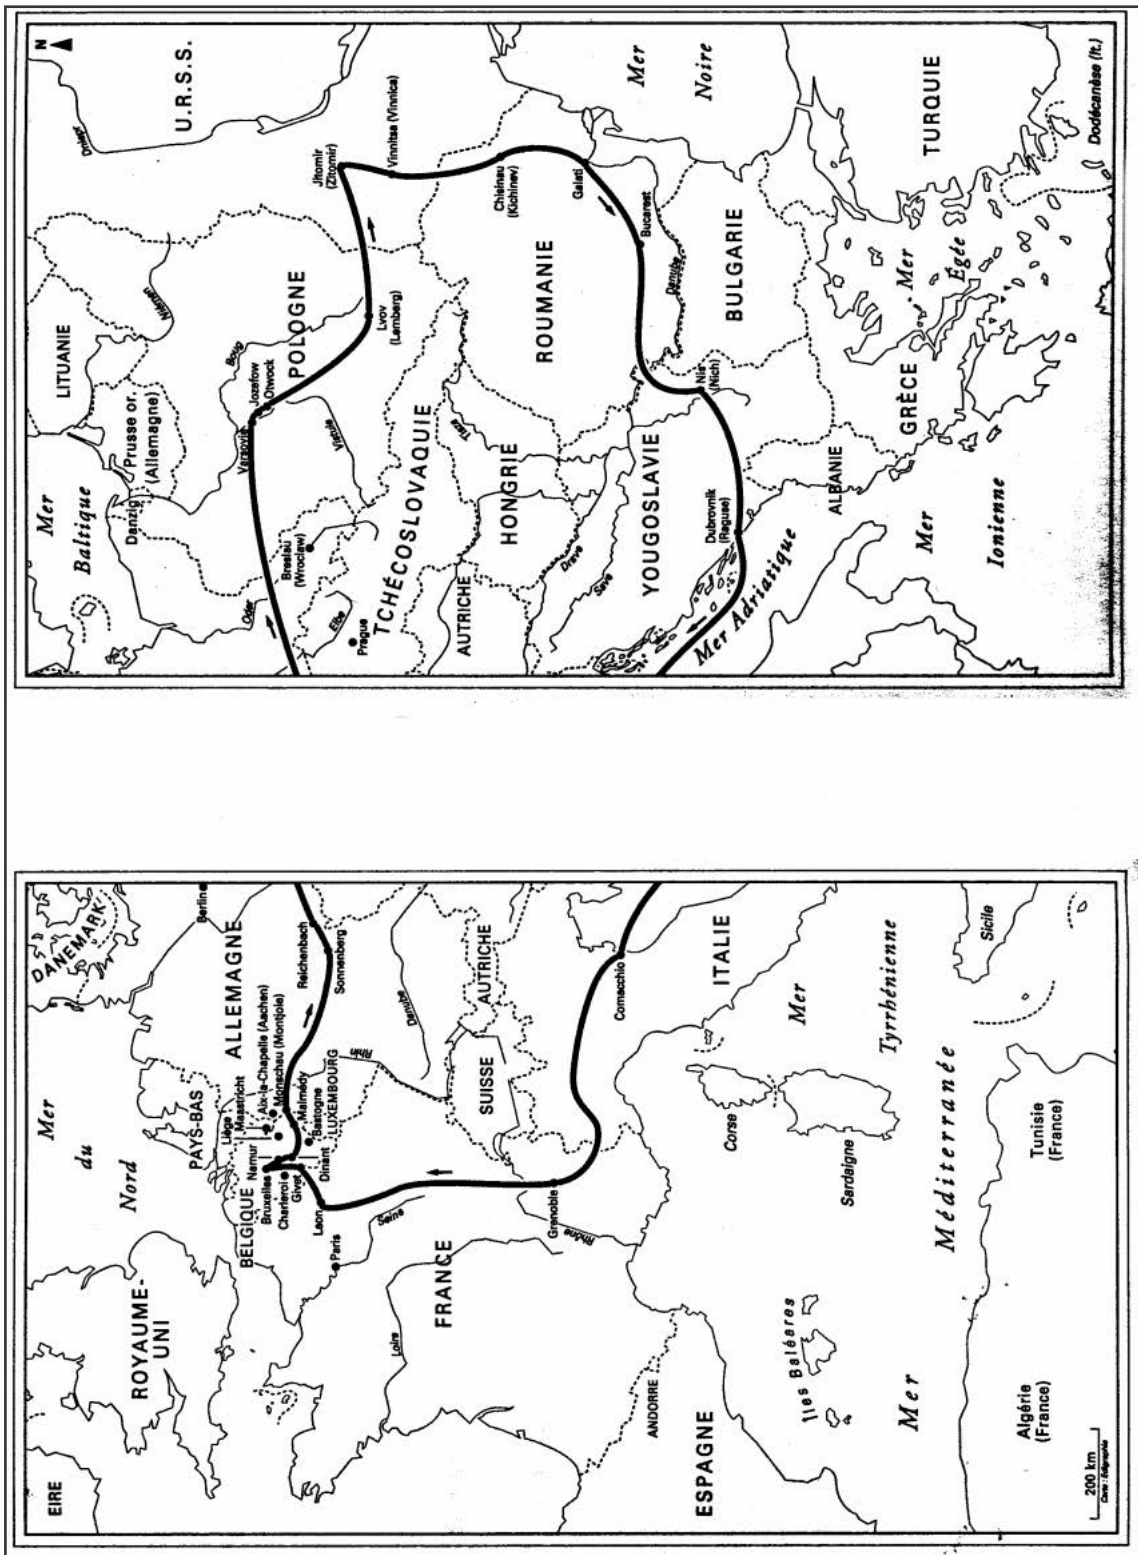 EIRE
ROYAUME-
UNI
Mer
du
Nord
DANEMARK
PAYS-BAS
ALLEMAGNE
Berlin
BELGIQUE
Bruxelles
Namur
Liège
Maastricht
Aix-la-Chapelle (Aachen)
Monschau (Montjoie)
Malmédy
Bastogne
LUXEMBOURG
Charleroi
Givet
Dinant
Laon
Paris
Seine
Reichenbach
Sonnenberg
Rhin
Danube
FRANCE
Loire
SUISSE
AUTRICHE
Grenoble
Rhône
Comacchio
ITALIE
ANDORRE
ESPAGNE
Corse
Sardaigne
Mer
Tyrrhénienne
Sicile
Îles Baléares
Mer
Méditerranée
Algérie
(France)
Tunisie
(France)
200 km
N
Mer
Baltique
LITUANIE
Prusse or.
(Allemagne)
Danzig
Niémen
U.R.S.S.
Dniepr
Oder
Varsovie
Jozefow
Otwock
Boug
POLOGNE
Vistule
Breslau
(Wroclaw)
Elbe
Prague
Lvov
(Lemberg)
Jitomir
(Zitomir)
Vinnitsa (Vinnica)
TCHÉCOSLOVAQUIE
AUTRICHE
HONGRIE
Tisza
ROUMANIE
Chisinau
(Kichinev)
Galati
Bucarest
Danube
Drave
Save
YOUGOSLAVIE
Nis
(Nich)
BULGARIE
Mer
Noire
Dubrovnik
(Raguse)
Mer Adriatique
ALBANIE
GRÈCE
Mer
Égée
TURQUIE
Mer
Ionienne
Dodécanèse (It.)